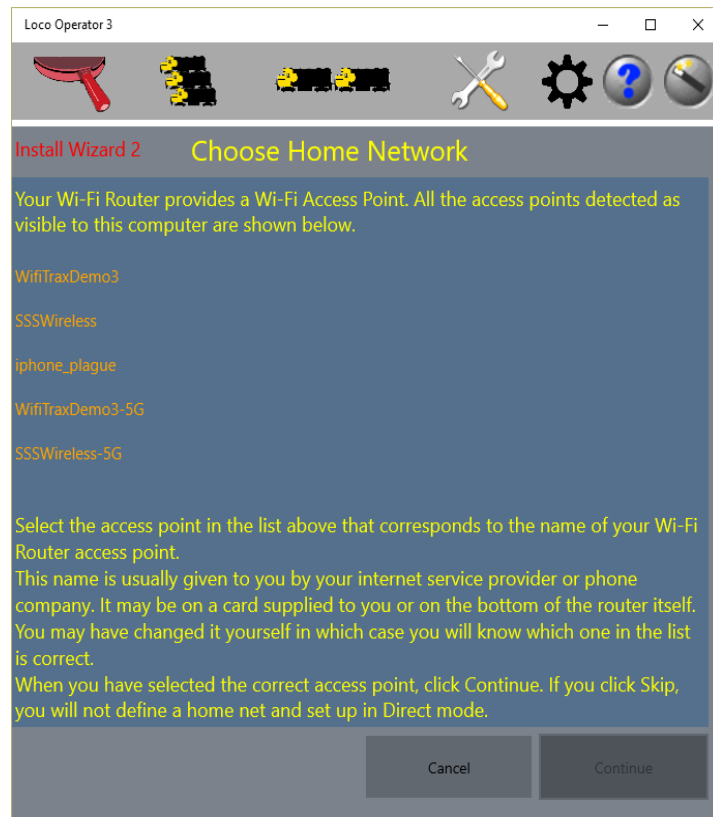 Loco Operator 3
Install Wizard 2 Choose Home Network
Your Wi-Fi Router provides a Wi-Fi Access Point. All the access points detected as
visible to this computer are shown below.
WifiTraxDemo3
SSSWireless
iphone_plague
WifiTraxDemo3-5G
SSSWireless-5G
Select the access point in the list above that corresponds to the name of your Wi-Fi
Router access point.
This name is usually given to you by your internet service provider or phone
company. It may be on a card supplied to you or on the bottom of the router itself.
You may have changed it yourself in which case you will know which one in the list
is correct.
When you have selected the correct access point, click Continue. If you click Skip,
you will not define a home net and set up in Direct mode.
Cancel Continue